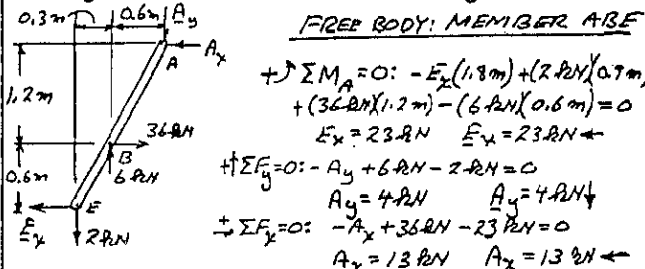 0.3m 0.6m Ay
Ax
A
1.2m
36kN
B
0.6m 6kN
E
Ex
2kN
FREE BODY: MEMBER ABE
+↺ ΣM_A=0: -Ex(1.8m)+(2kN)(0.9m)
+(36kN)(1.2m)-(6kN)(0.6m)=0
Ex=23kN Ex=23kN←
+↑ΣFy=0: -Ay+6kN-2kN=0
Ay=4kN Ay=4kN↓
+→ΣFx=0: -Ax+36kN-23kN=0
Ax=13kN Ax=13kN←